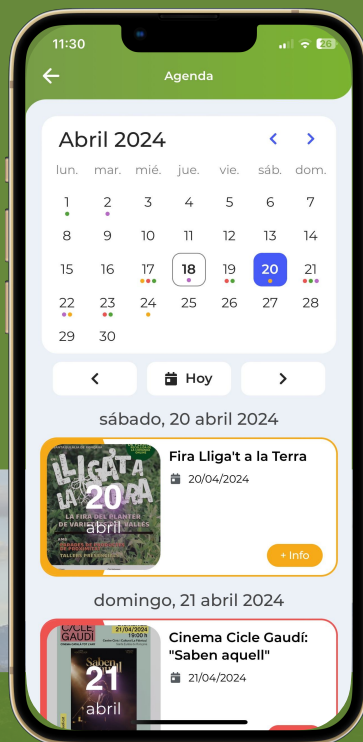 11:30
26
Agenda
Abril 2024
lun. mar. mié. jue. vie. sáb. dom.
1 2 3 4 5 6 7
8 9 10 11 12 13 14
15 16 17 18 19 20 21
22 23 24 25 26 27 28
29 30
Hoy
sábado, 20 abril 2024
LLIGA'T A
LA TERRA
20
abril
LA FIRA DEL PLANTER
DE VARIETATS DEL VALLÈS
Fira Lliga't a la Terra
20/04/2024
+ Info
domingo, 21 abril 2024
CICLE
GAUDÍ
21/04/2024
19:00 h
Saben
aquell
21
abril
Cinema Cicle Gaudí:
"Saben aquell"
21/04/2024